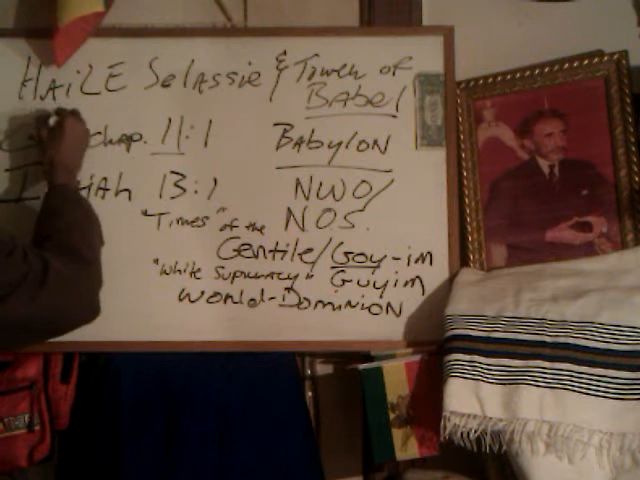 HAILE Selassie & Tower of
BABEL
chap. 11:1 BABYlON
13:1 NWO/
"Times" of the NOS.
Gentile/Goy-im
"White Supremacy" Guyim
WORld-DOMINION